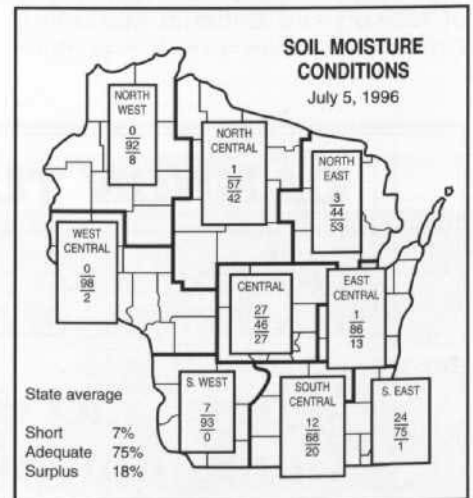 SOIL MOISTURE
CONDITIONS
July 5, 1996
NORTH
WEST
0
92
8
NORTH
CENTRAL
1
57
42
NORTH
EAST
3
44
53
WEST
CENTRAL
0
98
2
CENTRAL
27
46
27
EAST
CENTRAL
1
86
13
S. WEST
7
93
0
SOUTH
CENTRAL
12
68
20
S. EAST
24
75
1
State average
Short 7%
Adequate 75%
Surplus 18%